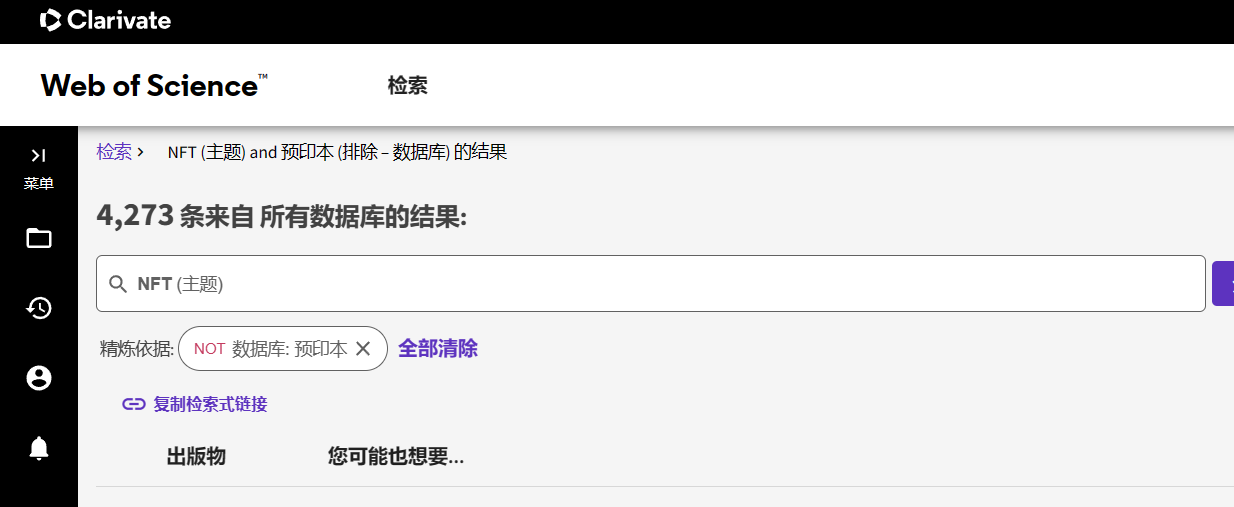 Clarivate
Web of Science™ 检索
检索 NFT (主题) and 预印本 (排除 – 数据库) 的结果
菜单
4,273 条来自 所有数据库的结果:
NFT (主题)
精炼依据: NOT 数据库: 预印本 全部清除
复制检索式链接
出版物 您可能也想要...